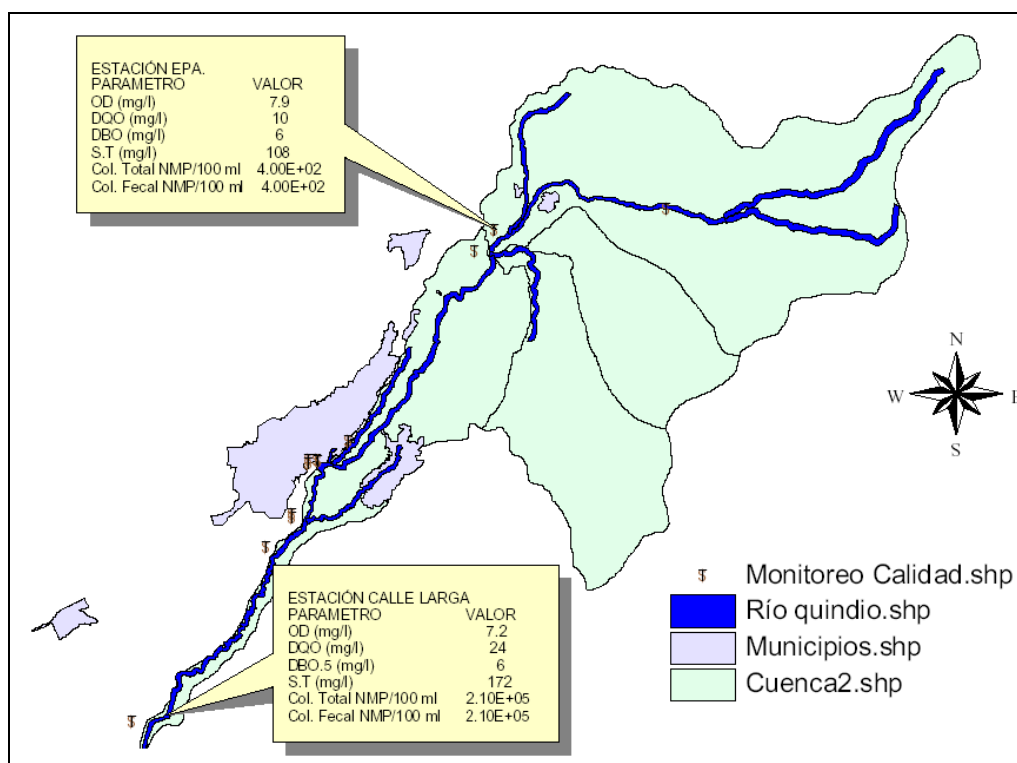 ESTACIÓN EPA.
PARAMETRO VALOR
OD (mg/l) 7.9
DQO (mg/l) 10
DBO (mg/l) 6
S.T (mg/l) 108
Col. Total NMP/100 ml 4.00E+02
Col. Fecal NMP/100 ml 4.00E+02
N
W E
S
ESTACIÓN CALLE LARGA
PARAMETRO VALOR
OD (mg/l) 7.2
DQO (mg/l) 24
DBO.5 (mg/l) 6
S.T (mg/l) 172
Col. Total NMP/100 ml 2.10E+05
Col. Fecal NMP/100 ml 2.10E+05
Monitoreo Calidad.shp
Río quindio.shp
Municipios.shp
Cuenca2.shp